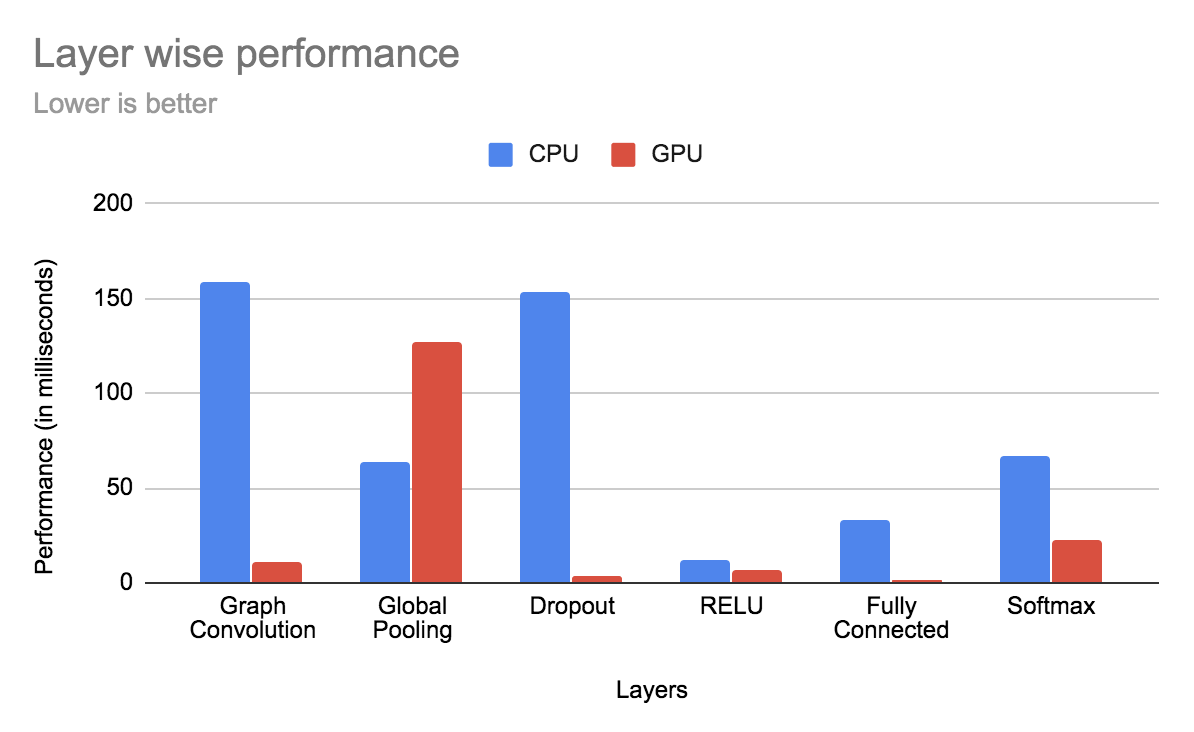 Layer wise performance
Lower is better
CPU
GPU
200
150
100
50
0
Performance (in milliseconds)
Graph
Convolution
Global
Pooling
Dropout
RELU
Fully
Connected
Softmax
Layers